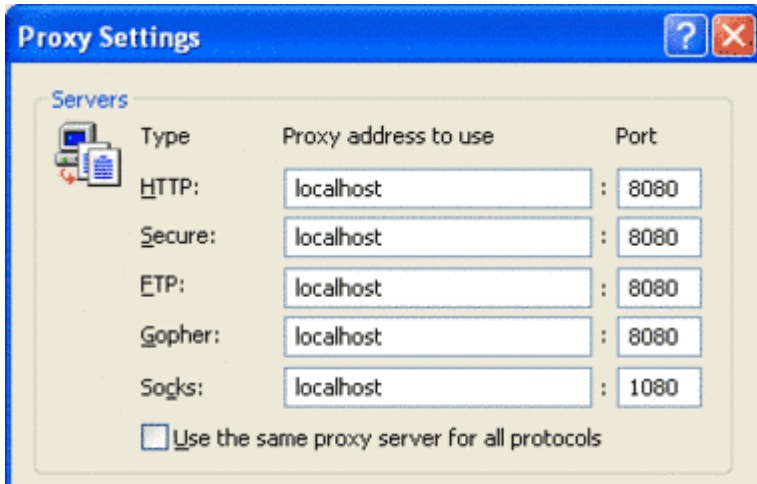 Proxy Settings
Servers
Type Proxy address to use Port
HTTP: localhost : 8080
Secure: localhost : 8080
FTP: localhost : 8080
Gopher: localhost : 8080
Socks: localhost : 1080
Use the same proxy server for all protocols